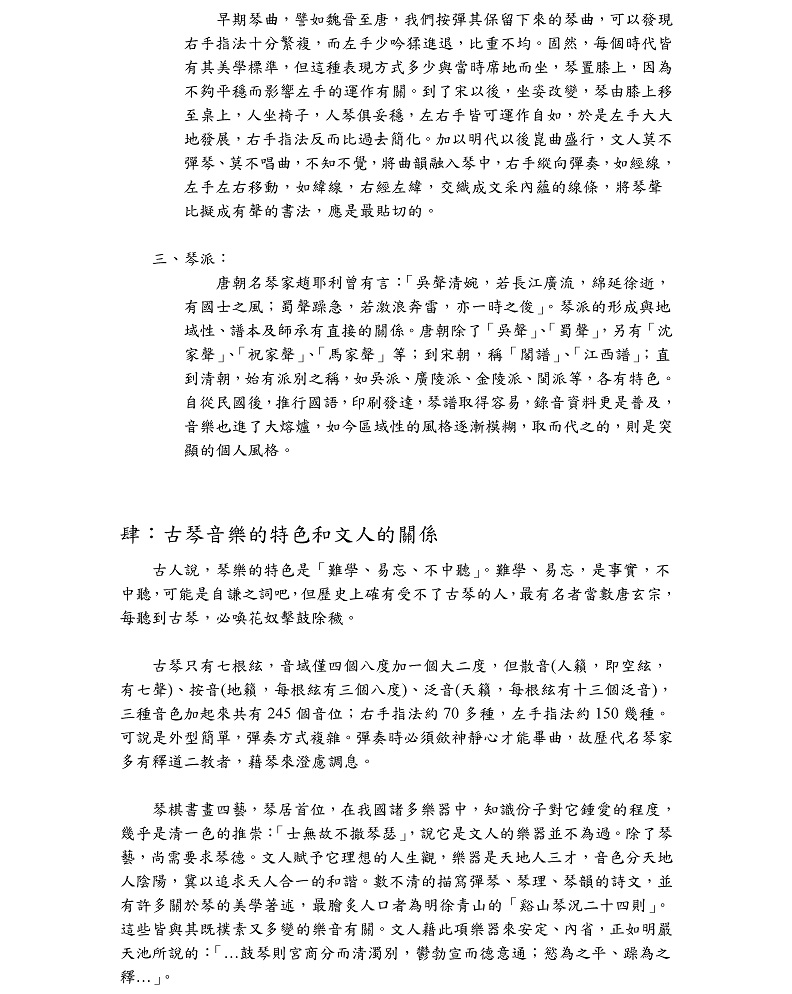 早期琴曲，譬如魏晉至唐，我們按彈其保留下來的琴曲，可以發現
右手指法十分繁複，而左手少吟猱進退，比重不均。固然，每個時代皆
有其美學標準，但這種表現方式多少與當時席地而坐，琴置膝上，因為
不夠平穩而影響左手的運作有關。到了宋以後，坐姿改變，琴由膝上移
至桌上，人坐椅子，人琴俱妥穩，左右手皆可運作自如，於是左手大大
地發展，右手指法反而比過去簡化。加以明代以後崑曲盛行，文人莫不
彈琴、莫不唱曲，不知不覺，將曲韻融入琴中，右手縱向彈奏，如經線，
左手左右移動，如緯線，右經左緯，交織成文采內蘊的線條，將琴聲
比擬成有聲的書法，應是最貼切的。
三、琴派：
唐朝名琴家趙耶利曾有言：「吳聲清婉，若長江廣流，綿延徐逝，
有國士之風；蜀聲躁急，若激浪奔雷，亦一時之俊」。琴派的形成與地
域性、譜本及師承有直接的關係。唐朝除了「吳聲」、「蜀聲」，另有「沈
家聲」、「祝家聲」、「馬家聲」等；到宋朝，稱「閣譜」、「江西譜」；直
到清朝，始有派別之稱，如吳派、廣陵派、金陵派、閩派等，各有特色。
自從民國後，推行國語，印刷發達，琴譜取得容易，錄音資料更是普及，
音樂也進了大熔爐，如今區域性的風格逐漸模糊，取而代之的，則是突
顯的個人風格。
肆：古琴音樂的特色和文人的關係
古人說，琴樂的特色是「難學、易忘、不中聽」。難學、易忘，是事實，不
中聽，可能是自謙之詞吧，但歷史上確有受不了古琴的人，最有名者當數唐玄宗，
每聽到古琴，必喚花奴擊鼓除穢。
古琴只有七根絃，音域僅四個八度加一個大二度，但散音(人籟，即空絃，
有七聲)、按音(地籟，每根絃有三個八度)、泛音(天籟，每根絃有十三個泛音)，
三種音色加起來共有 245 個音位；右手指法約 70 多種，左手指法約 150 幾種。
可說是外型簡單，彈奏方式複雜。彈奏時必須斂神靜心才能畢曲，故歷代名琴家
多有釋道二教者，藉琴來澄慮調息。
琴棋書畫四藝，琴居首位，在我國諸多樂器中，知識份子對它鍾愛的程度，
幾乎是清一色的推崇：「士無故不撤琴瑟」，說它是文人的樂器並不為過。除了琴
藝，尚需要求琴德。文人賦予它理想的人生觀，樂器是天地人三才，音色分天地
人陰陽，冀以追求天人合一的和諧。數不清的描寫彈琴、琴理、琴韻的詩文，並
有許多關於琴的美學著述，最膾炙人口者為明徐青山的「谿山琴況二十四則」。
這些皆與其既樸素又多變的樂音有關。文人藉此項樂器來安定、內省，正如明嚴
天池所說的：「…鼓琴則宮商分而清濁別，鬱勃宣而德意通；慾為之平、躁為之
釋…」。